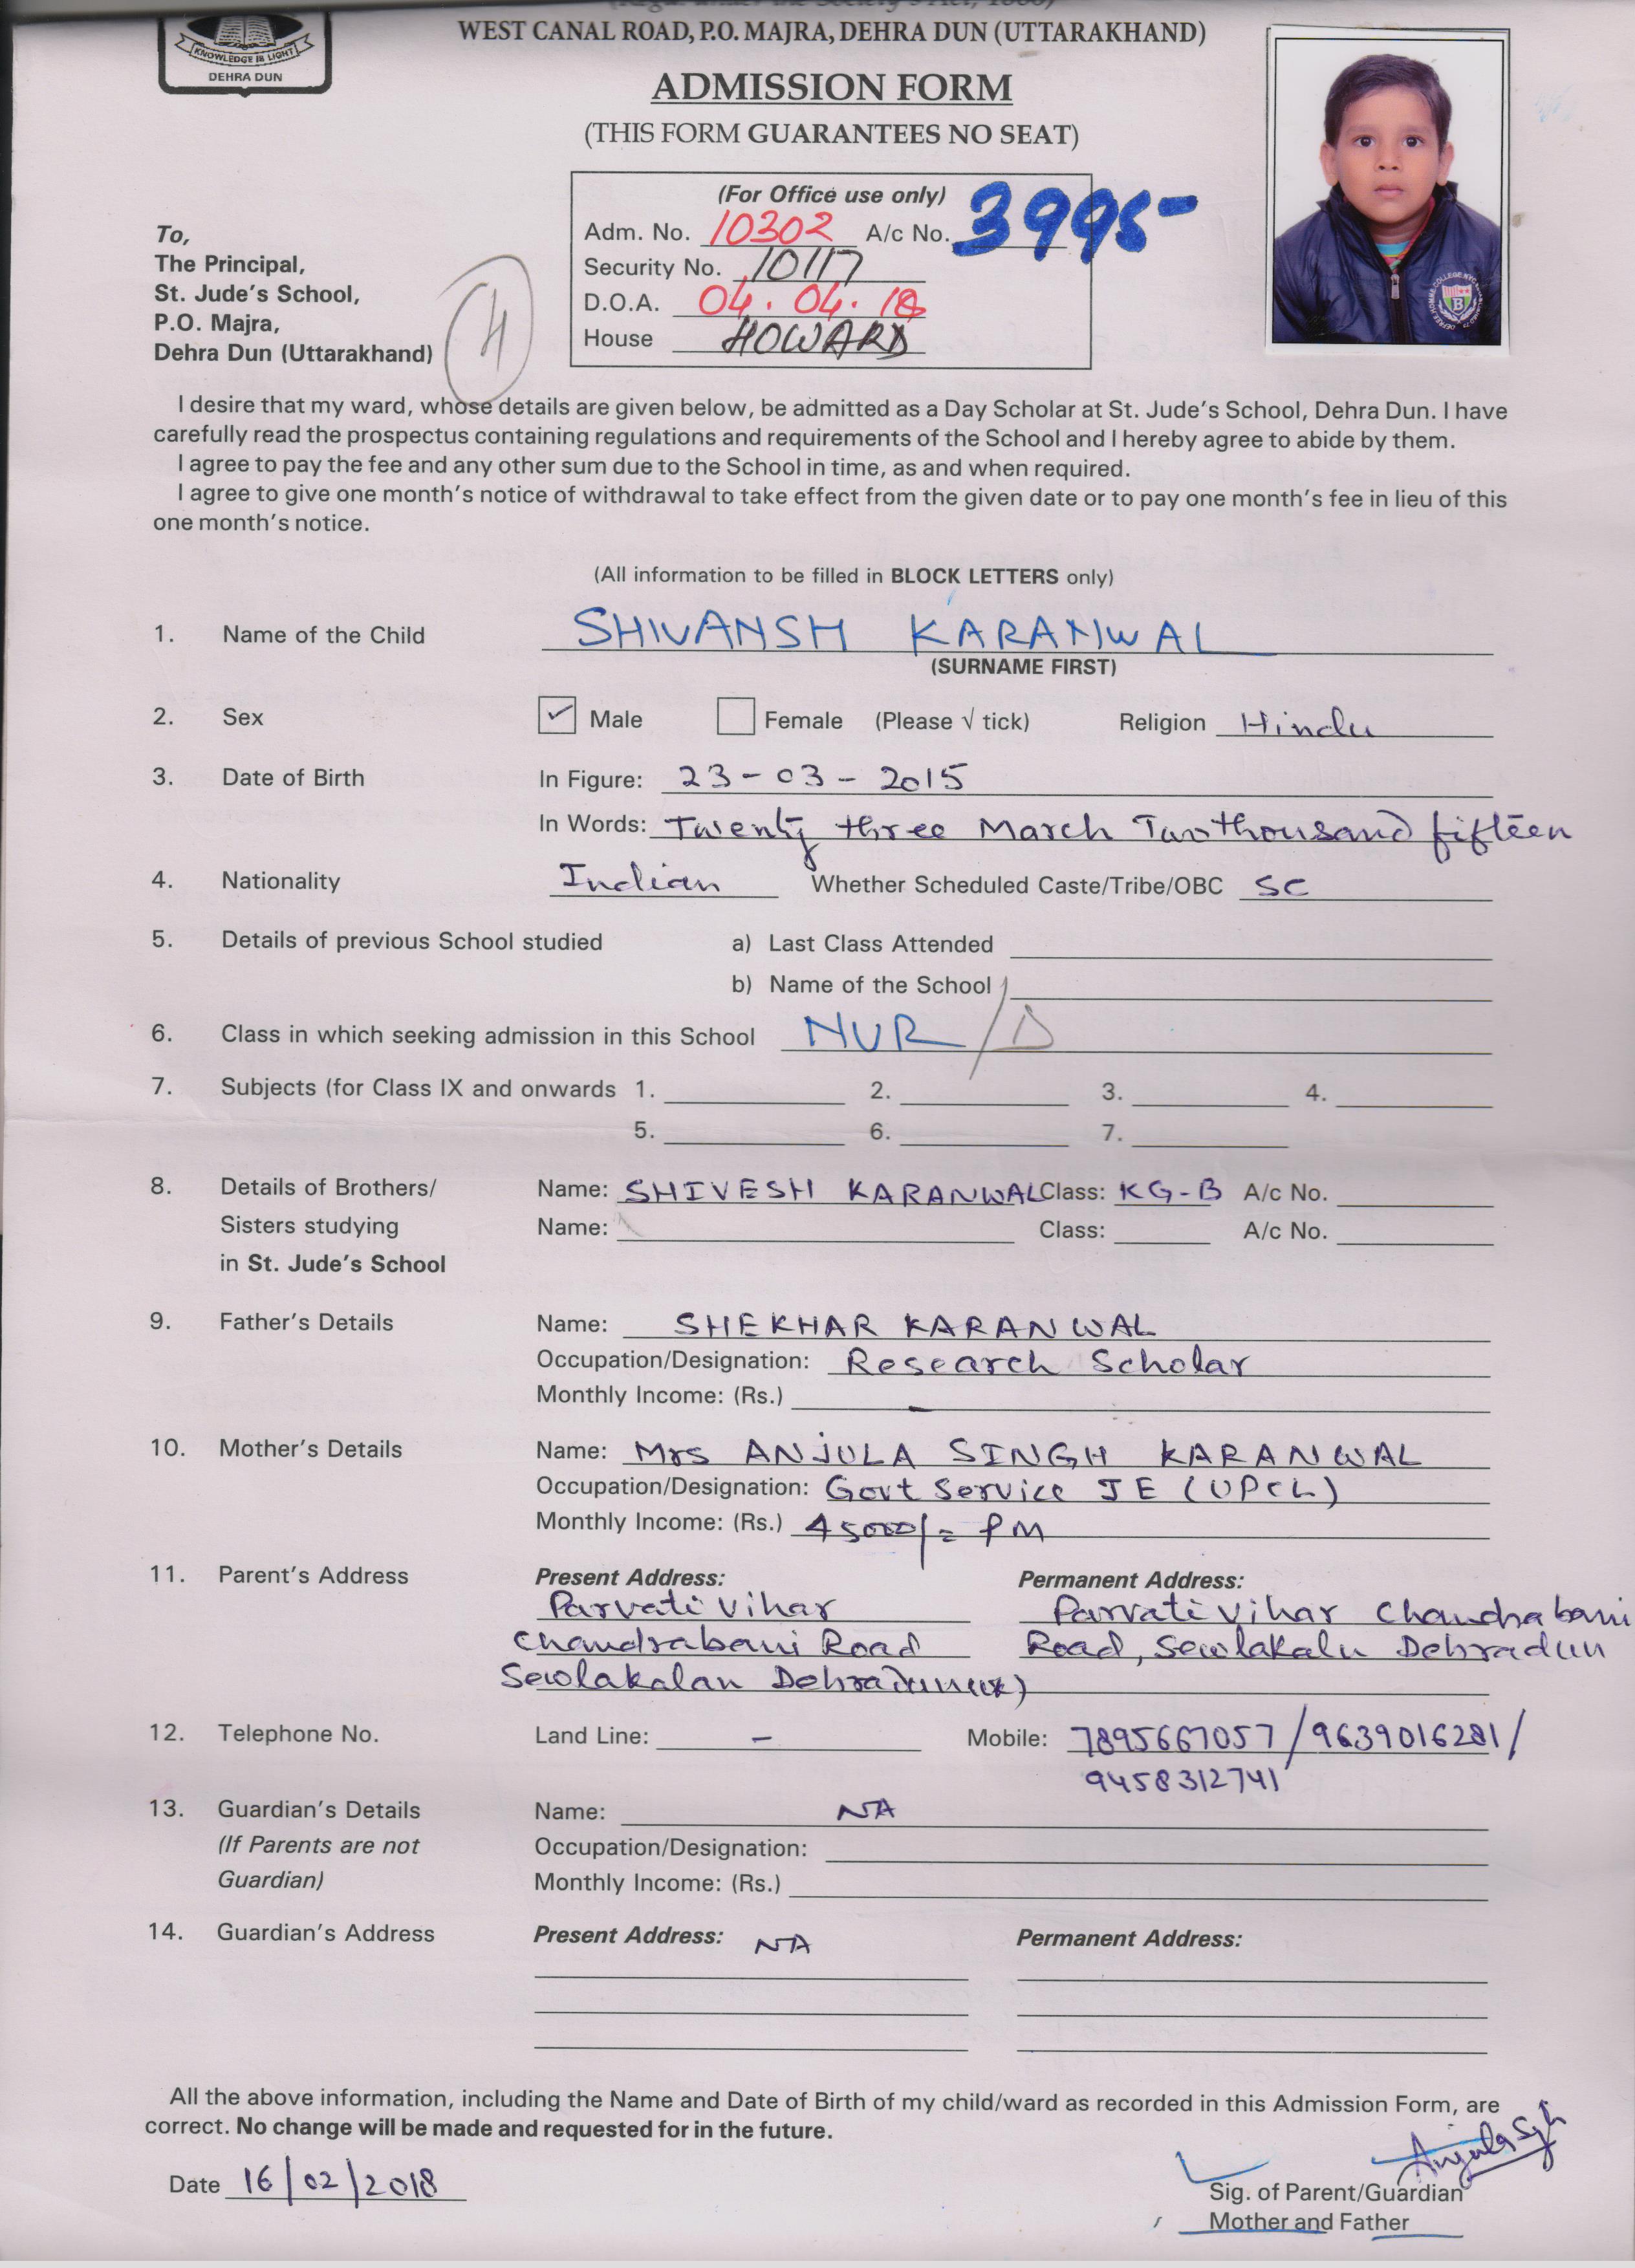 KNOWLEDGE IS LIGHT
DEHRA DUN
WEST CANAL ROAD, P.O. MAJRA, DEHRA DUN (UTTARAKHAND)
ADMISSION FORM
(THIS FORM GUARANTEES NO SEAT)
(For Office use only)
Adm. No. 10302 A/c No. 3995-
Security No. 10117
D.O.A. 04.04.18
House HOWARD
To,
The Principal,
St. Jude's School,
P.O. Majra,
Dehra Dun (Uttarakhand)
I desire that my ward, whose details are given below, be admitted as a Day Scholar at St. Jude's School, Dehra Dun. I have
carefully read the prospectus containing regulations and requirements of the School and I hereby agree to abide by them.
I agree to pay the fee and any other sum due to the School in time, as and when required.
I agree to give one month's notice of withdrawal to take effect from the given date or to pay one month's fee in lieu of this
one month's notice.
(All information to be filled in BLOCK LETTERS only)
1. Name of the Child SHIVANSH KARANWAL
(SURNAME FIRST)
2. Sex ✓ Male Female (Please √ tick) Religion Hindu
3. Date of Birth In Figure: 23-03-2015
In Words: Twenty three March Two thousand fifteen
4. Nationality Indian Whether Scheduled Caste/Tribe/OBC SC
5. Details of previous School studied a) Last Class Attended
b) Name of the School
6. Class in which seeking admission in this School NUR/D
7. Subjects (for Class IX and onwards 1. 2. 3. 4.
5. 6. 7.
8. Details of Brothers/ Name: SHIVESH KARANWAL Class: KG-B A/c No.
Sisters studying Name: Class: A/c No.
in St. Jude's School
9. Father's Details Name: SHEKHAR KARANWAL
Occupation/Designation: Research Scholar
Monthly Income: (Rs.) -
10. Mother's Details Name: Mrs ANJULA SINGH KARANWAL
Occupation/Designation: Govt Service JE (UPCL)
Monthly Income: (Rs.) 45000/= PM
11. Parent's Address Present Address: Permanent Address:
Parvati Vihar Parvati Vihar Chandrabani
Chandrabani Road Road, Sewlakalu Dehradun
Sewlakalan Dehradun(UK)
12. Telephone No. Land Line: - Mobile: 7895667057/9639016281/
9458312741
13. Guardian's Details Name: NA
(If Parents are not Occupation/Designation:
Guardian) Monthly Income: (Rs.)
14. Guardian's Address Present Address: NA Permanent Address:
All the above information, including the Name and Date of Birth of my child/ward as recorded in this Admission Form, are
correct. No change will be made and requested for in the future.
Date 16/02/2018
Sig. of Parent/Guardian
Mother and Father